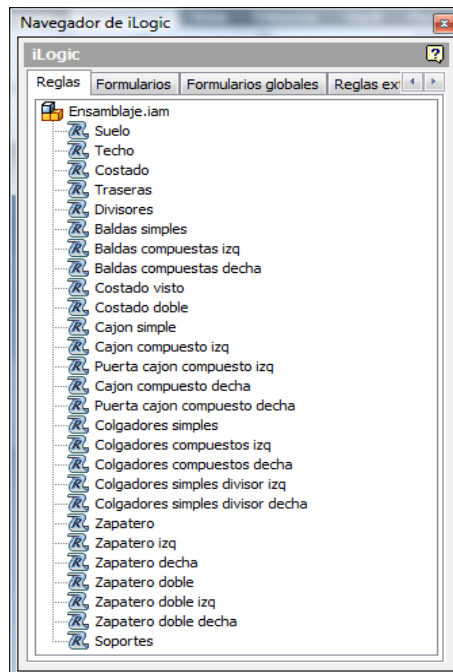 Navegador de iLogic
iLogic
Reglas Formularios Formularios globales Reglas ex
Ensamblaje.iam
Suelo
Techo
Costado
Traseras
Divisores
Baldas simples
Baldas compuestas izq
Baldas compuestas decha
Costado visto
Costado doble
Cajon simple
Cajon compuesto izq
Puerta cajon compuesto izq
Cajon compuesto decha
Puerta cajon compuesto decha
Colgadores simples
Colgadores compuestos izq
Colgadores compuestos decha
Colgadores simples divisor izq
Colgadores simples divisor decha
Zapatero
Zapatero izq
Zapatero decha
Zapatero doble
Zapatero doble izq
Zapatero doble decha
Soportes